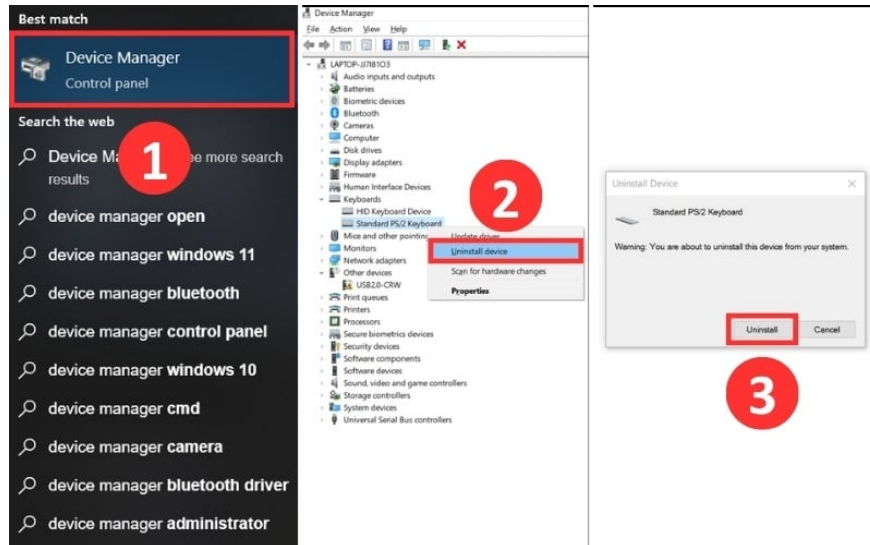 Best match
Device Manager
Control panel
Search the web
Device Ma
ee more search
results
device manager open
device manager windows 11
device manager bluetooth
device manager control panel
device manager windows 10
device manager cmd
device manager camera
device manager bluetooth driver
device manager administrator
1
Device Manager
File Action View Help
LAPTOP-JJ7I81O3
Audio inputs and outputs
Batteries
Biometric devices
Bluetooth
Cameras
Computer
Disk drives
Display adapters
Firmware
Human Interface Devices
Keyboards
HID Keyboard Device
Standard PS/2 Keyboard
Mice and other pointing
Monitors
Network adapters
Other devices
USB2.0-CRW
Print queues
Printers
Processors
Secure biometrics devices
Security devices
Software components
Software devices
Sound, video and game controllers
Storage controllers
System devices
Universal Serial Bus controllers
2
Update driver
Uninstall device
Scan for hardware changes
Properties
Uninstall Device
Standard PS/2 Keyboard
Warning: You are about to uninstall this device from your system.
Uninstall Cancel
3